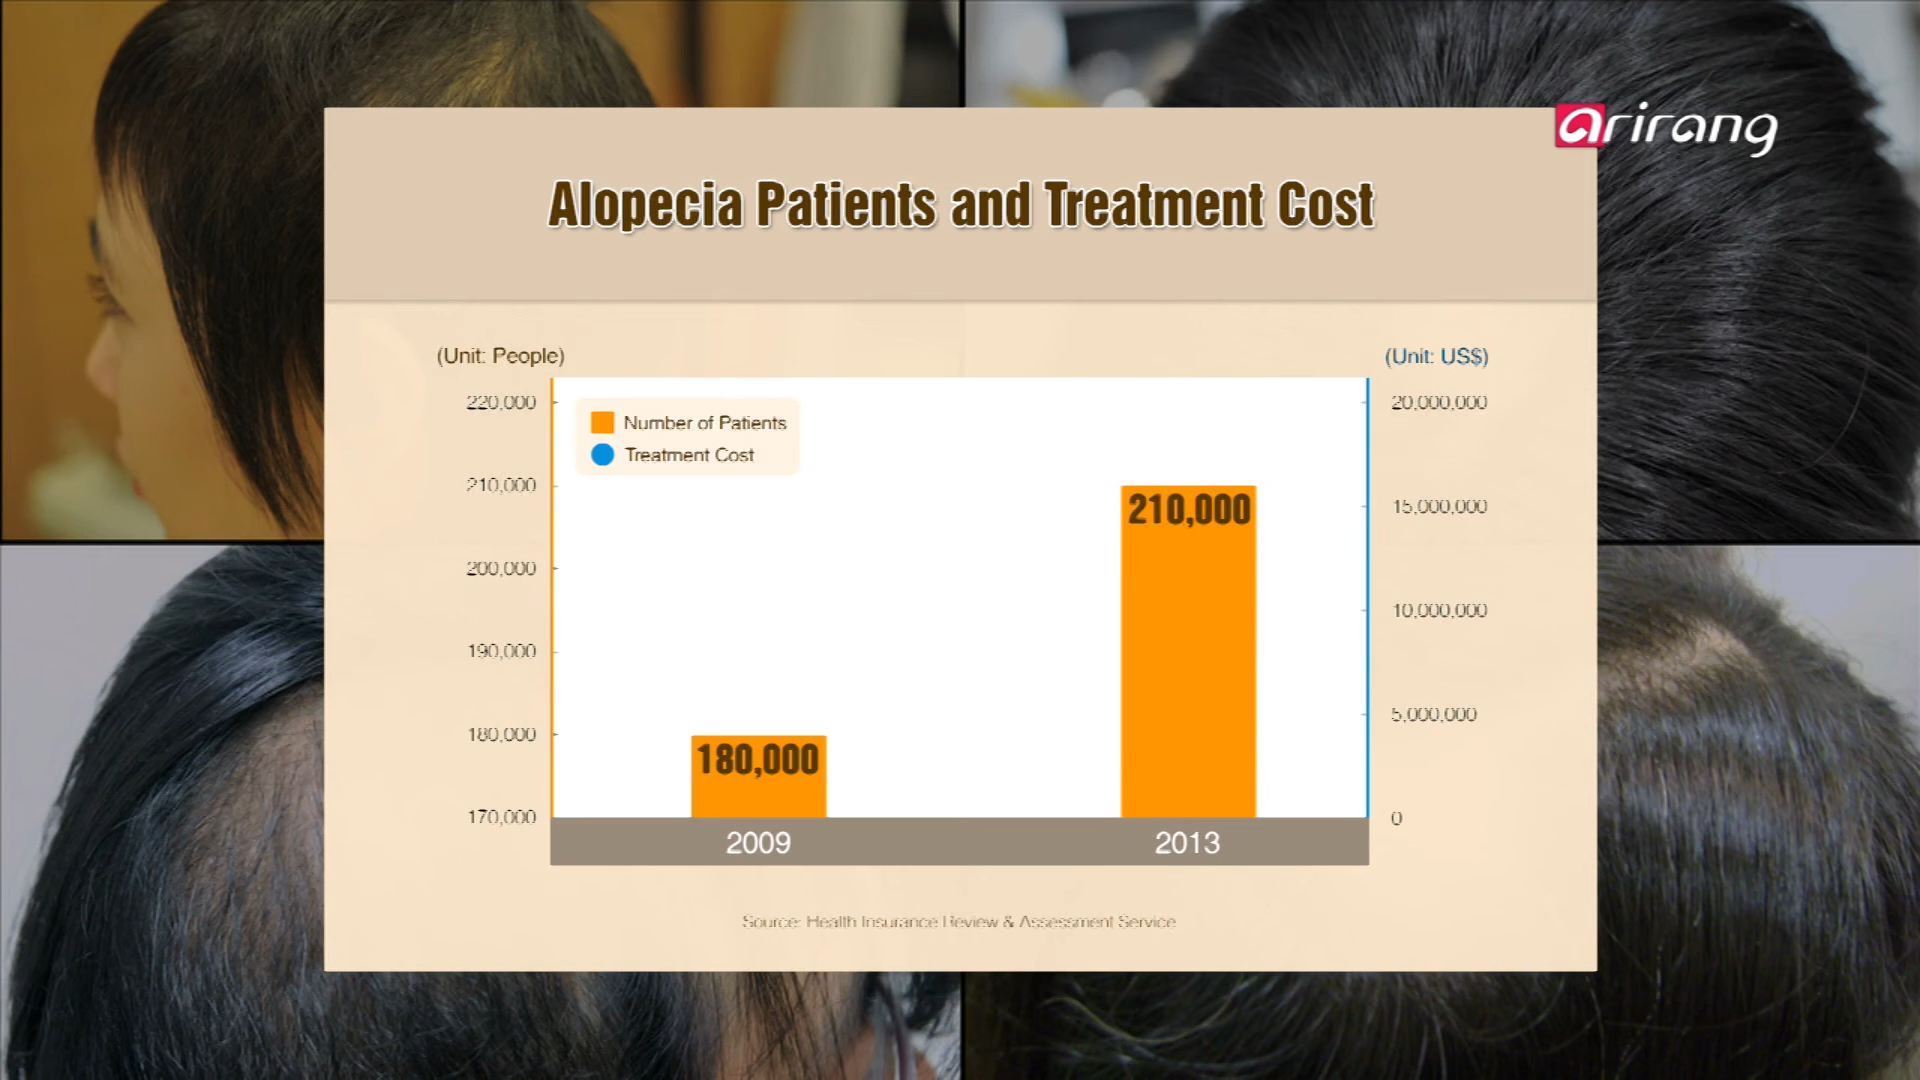 arirang
Alopecia Patients and Treatment Cost
(Unit: People)
(Unit: US$)
220,000
210,000
200,000
190,000
180,000
170,000
Number of Patients
Treatment Cost
180,000
210,000
20,000,000
15,000,000
10,000,000
5,000,000
0
2009
2013
Source: Health Insurance Review & Assessment Service